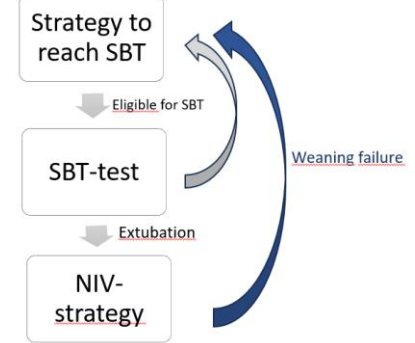 Strategy to
reach SBT
Eligible for SBT
SBT-test
Weaning failure
Extubation
NIV-
strategy